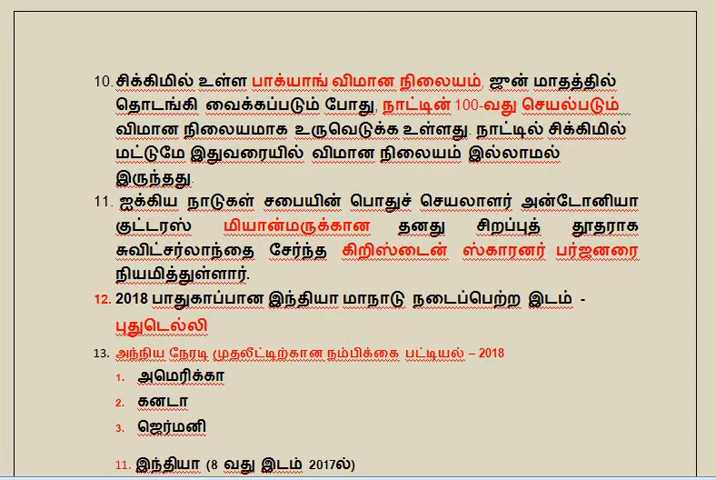 10. சிக்கிமில் உள்ள பாக்யாங் விமான நிலையம், ஜுன் மாதத்தில்
தொடங்கி வைக்கப்படும் போது, நாட்டின் 100-வது செயல்படும்
விமான நிலையமாக உருவெடுக்க உள்ளது. நாட்டில் சிக்கிமில்
மட்டுமே இதுவரையில் விமான நிலையம் இல்லாமல்
இருந்தது.
11. ஐக்கிய நாடுகள் சபையின் பொதுச் செயலாளர் அன்டோனியா
குட்டரஸ் மியான்மருக்கான தனது சிறப்புத் தூதராக
சுவிட்சர்லாந்தை சேர்ந்த கிறிஸ்டைன் ஸ்காரனர் பர்ஜனரை
நியமித்துள்ளார்.
12. 2018 பாதுகாப்பான இந்தியா மாநாடு நடைப்பெற்ற இடம் -
புதுடெல்லி
13. அந்நிய நேரடி முதலீட்டிற்கான நம்பிக்கை பட்டியல் – 2018
1. அமெரிக்கா
2. கனடா
3. ஜெர்மனி
11. இந்தியா (8 வது இடம் 2017ல்)